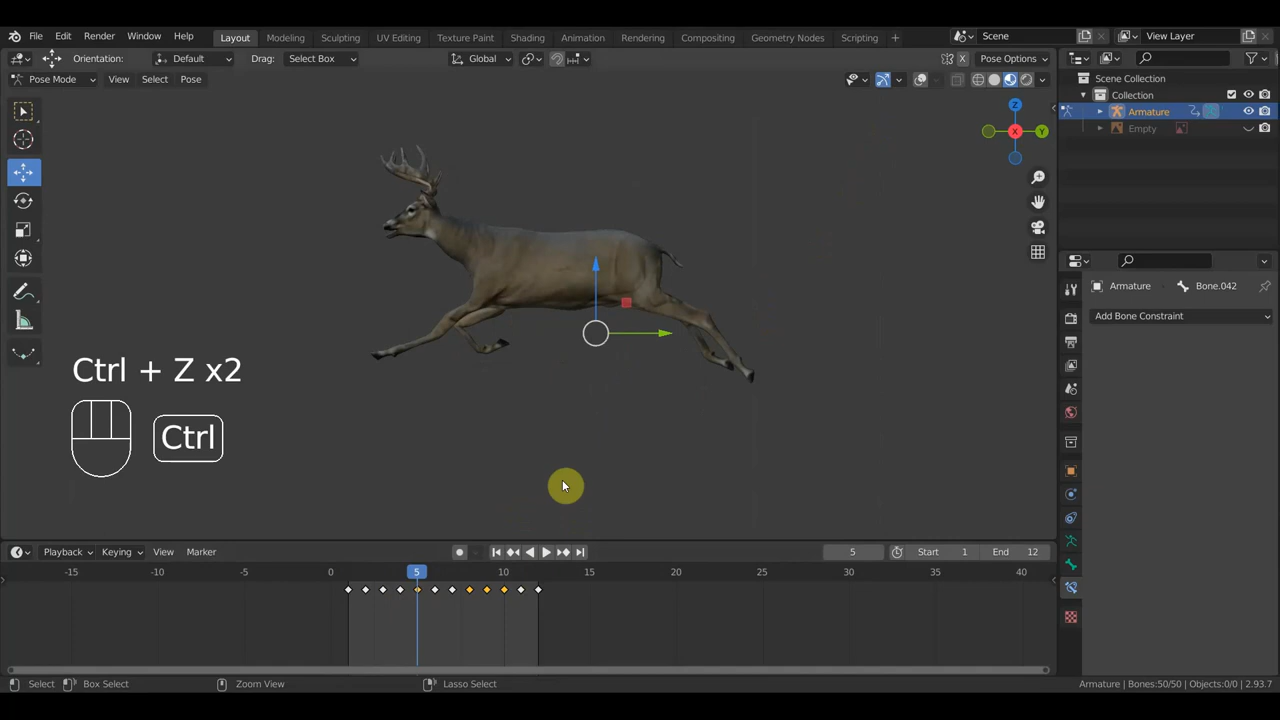 File Edit Render Window Help Layout Modeling Sculpting UV Editing Texture Paint Shading Animation Rendering Compositing Geometry Nodes Scripting + Scene View Layer
Orientation: Default Drag: Select Box Global X Pose Options
Pose Mode View Select Pose
Scene Collection
Collection
Armature
Empty
Z
X Y
Armature Bone.042
Add Bone Constraint
Ctrl + Z x2
Ctrl
Playback Keying View Marker 5 Start 1 End 12
-15 -10 -5 0 5 10 15 20 25 30 35 40
Select Box Select Zoom View Lasso Select Armature | Bones:50/50 | Objects:0/0 | 2.93.7